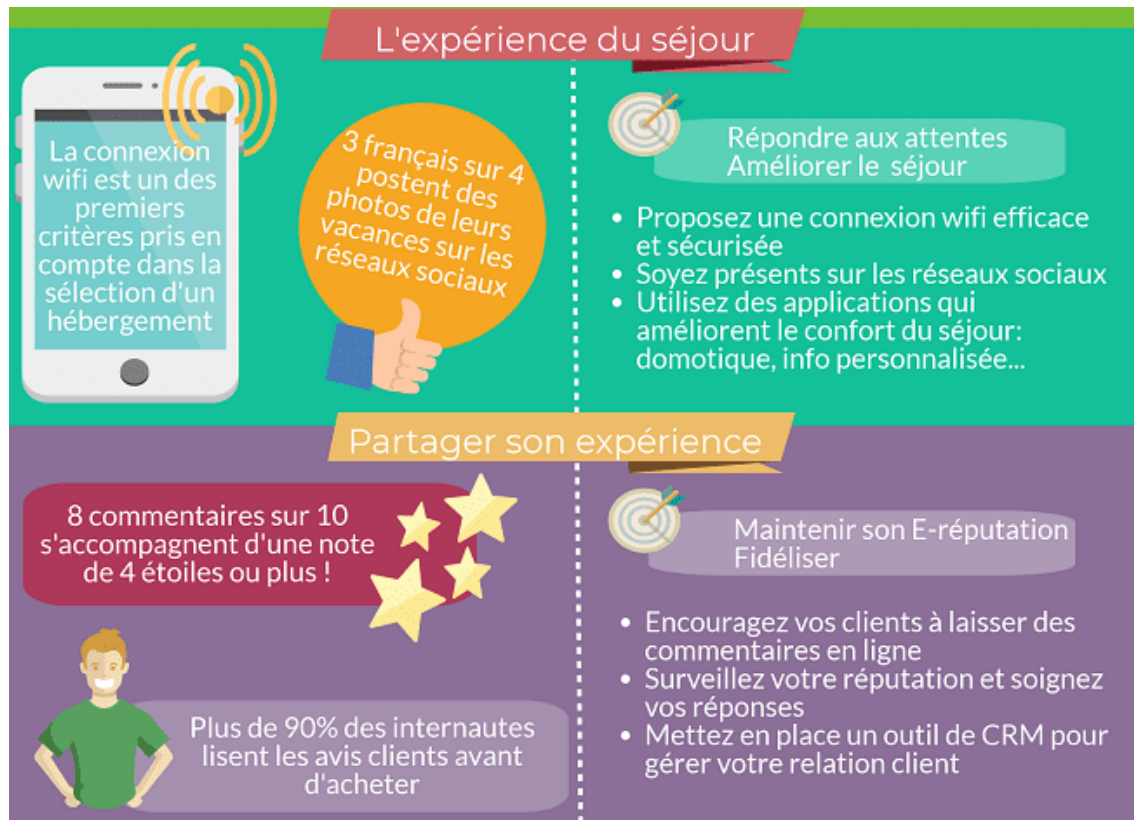 L'expérience du séjour
La connexion
wifi est un des
premiers
critères pris en
compte dans la
sélection d'un
hébergement
3 français sur 4
postent des
photos de leurs
vacances sur les
réseaux sociaux
Répondre aux attentes
Améliorer le séjour
• Proposez une connexion wifi efficace
et sécurisée
• Soyez présents sur les réseaux sociaux
• Utilisez des applications qui
améliorent le confort du séjour:
domotique, info personnalisée...
Partager son expérience
8 commentaires sur 10
s'accompagnent d'une note
de 4 étoiles ou plus !
Plus de 90% des internautes
lisent les avis clients avant
d'acheter
Maintenir son E-réputation
Fidéliser
• Encouragez vos clients à laisser des
commentaires en ligne
• Surveillez votre réputation et soignez
vos réponses
• Mettez en place un outil de CRM pour
gérer votre relation client